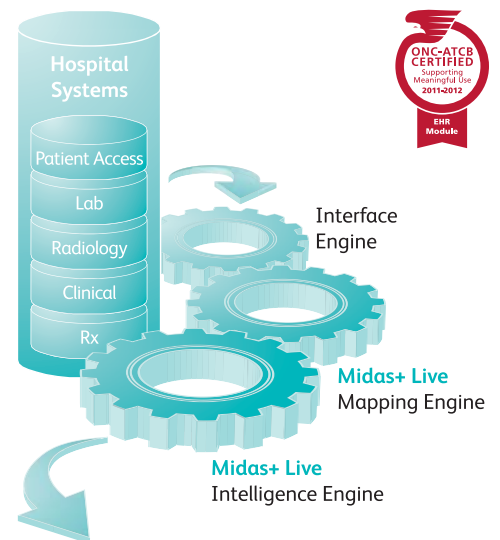 Hospital
Systems
Patient Access
Lab
Radiology
Clinical
Rx
ONC-ATCB
CERTIFIED
Supporting
Meaningful Use
2011-2012
EHR
Module
Interface
Engine
Midas+ Live
Mapping Engine
Midas+ Live
Intelligence Engine